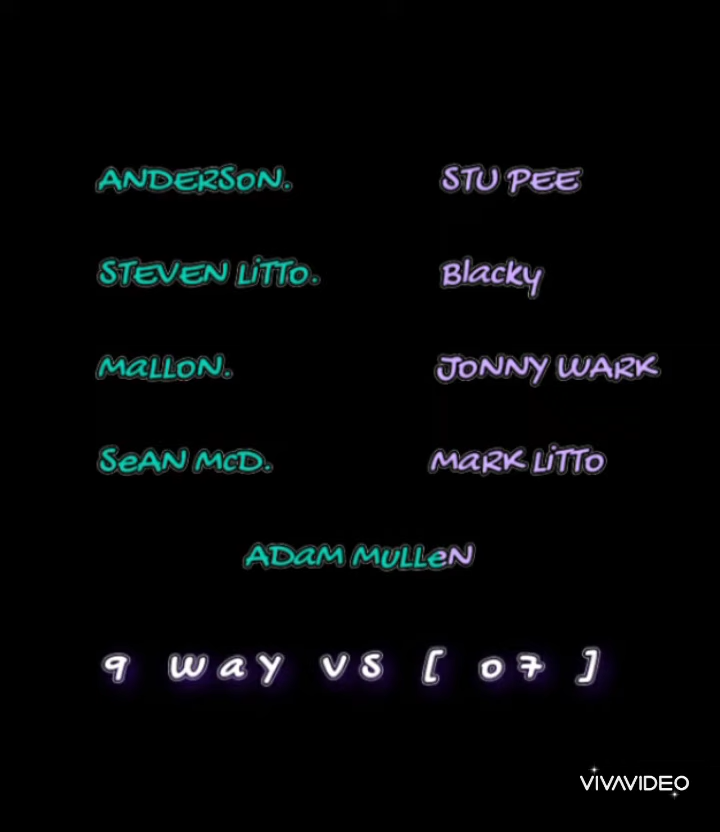 ANDERSON. STU PEE
STEVEN LiTTo. Blacky
MaLLON. JONNY WARK
SeAN McD. MaRK LiTTo
ADaM MuLLeN
9 way vs [ 07 ]
VIVAVIDEO